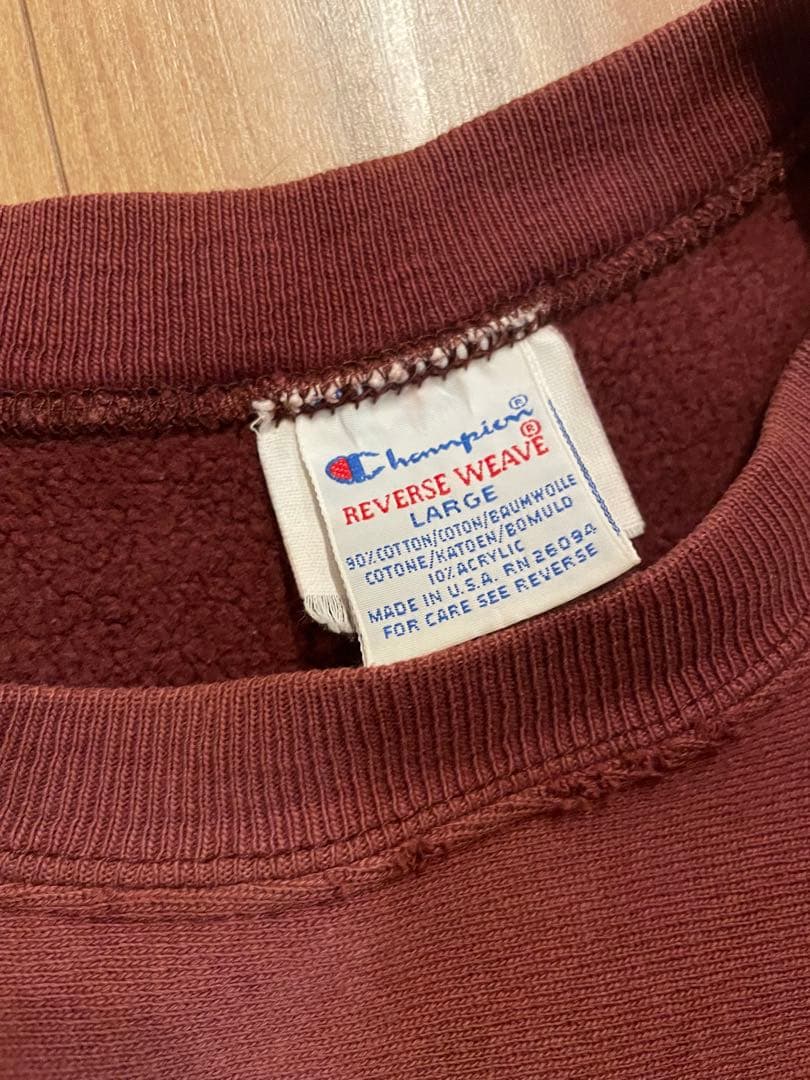 Champion®
REVERSE WEAVE®
LARGE
90%COTTON/COTON/BAUMWOLLE
COTONE/KATOEN/BOMULD
10%ACRYLIC
MADE IN U.S.A. RN 26094
FOR CARE SEE REVERSE